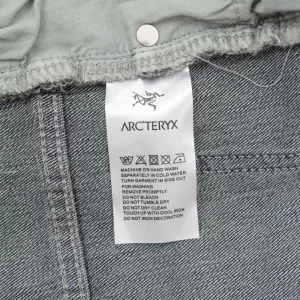 ARC'TERYX
MACHINE OR HAND WASH
SEPARATELY IN COLD WATER
TURN GARMENT IN SIDE OUT
FOR WASHING
REMOVE PROMPTLY
DO NOT BLEACH
DO NOT TUMBLE DRY
DO NOT DRY CLEAN
TOUCH UP WITH COOL IRON
DO NOT IRON DECORATION